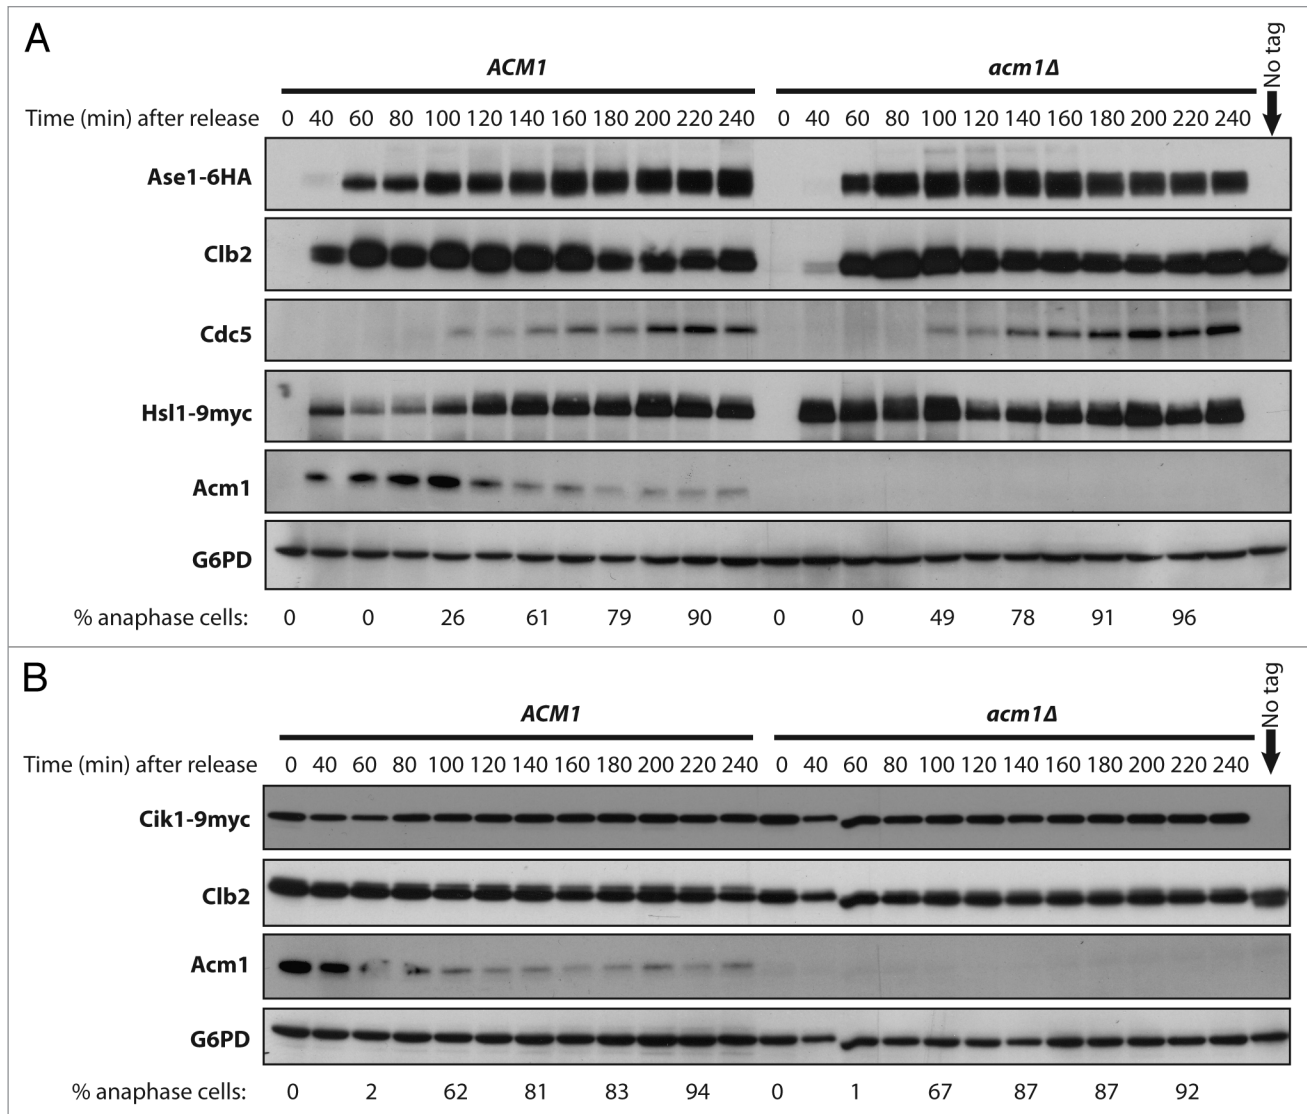 A
No tag
ACM1 acm1Δ
Time (min) after release 0 40 60 80 100 120 140 160 180 200 220 240 0 40 60 80 100 120 140 160 180 200 220 240
Ase1-6HA
Clb2
Cdc5
Hsl1-9myc
Acm1
G6PD
% anaphase cells: 0 0 26 61 79 90 0 0 49 78 91 96
B
No tag
ACM1 acm1Δ
Time (min) after release 0 40 60 80 100 120 140 160 180 200 220 240 0 40 60 80 100 120 140 160 180 200 220 240
Cik1-9myc
Clb2
Acm1
G6PD
% anaphase cells: 0 2 62 81 83 94 0 1 67 87 87 92